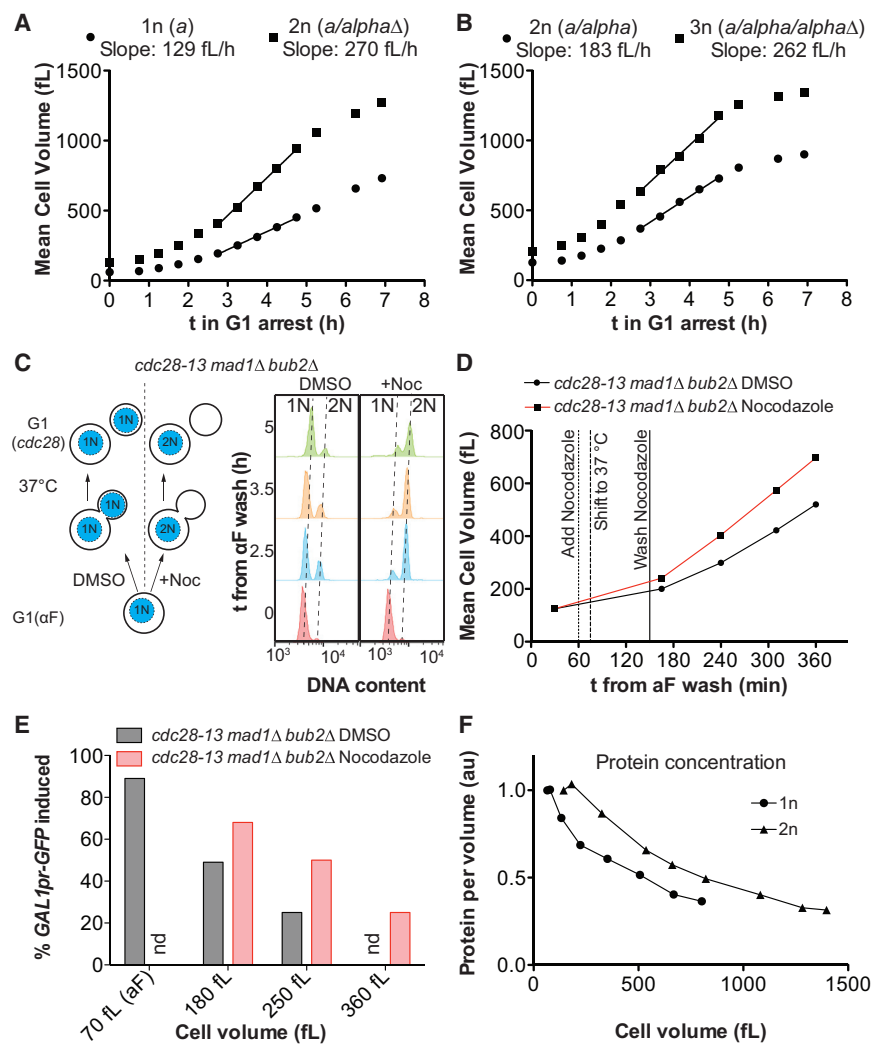 A
1n (a)
Slope: 129 fL/h
2n (a/alphaΔ)
Slope: 270 fL/h
Mean Cell Volume (fL)
1500
1000
500
0
0 1 2 3 4 5 6 7 8
t in G1 arrest (h)
B
2n (a/alpha)
Slope: 183 fL/h
3n (a/a/alphaΔ)
Slope: 262 fL/h
Mean Cell Volume (fL)
1500
1000
500
0
0 1 2 3 4 5 6 7 8
t in G1 arrest (h)
C
cdc28-13 mad1Δ bub2Δ
G1
(cdc28)
37°C
G1(αF)
1N
1N
2N
1N
1N
2N
1N
DMSO
+Noc
DMSO
+Noc
1N 2N
1N 2N
t from αF wash (h)
5
3.5
2.5
0
10³ 10⁴
10³ 10⁴
DNA content
D
cdc28-13 mad1Δ bub2Δ DMSO
cdc28-13 mad1Δ bub2Δ Nocodazole
Mean Cell Volume (fL)
800
600
400
200
0
Add Nocodazole
Shift to 37 °C
Wash Nocodazole
0 60 120 180 240 300 360
t from aF wash (min)
E
cdc28-13 mad1Δ bub2Δ DMSO
cdc28-13 mad1Δ bub2Δ Nocodazole
% GAL1pr-GFP induced
100
80
60
40
20
0
nd
nd
70 fL (aF)
180 fL
250 fL
360 fL
Cell volume (fL)
F
Protein concentration
1n
2n
Protein per volume (au)
1.0
0.5
0.0
0 500 1000 1500
Cell volume (fL)